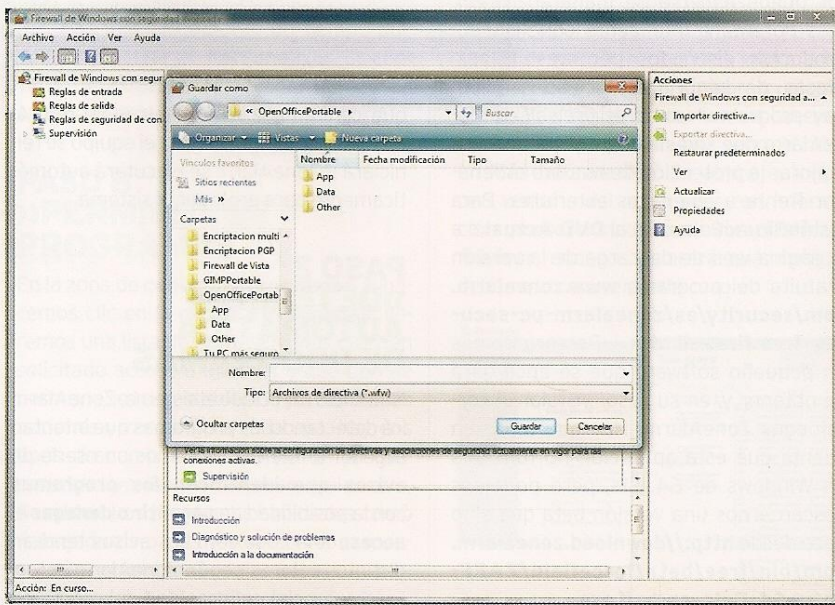 Firewall de Windows con seguridad avanzada
Archivo Acción Ver Ayuda
Firewall de Windows con segur
Reglas de entrada
Reglas de salida
Reglas de seguridad de con
Supervisión
Guardar como
« OpenOfficePortable
Buscar
Organizar Vistas Nueva carpeta
Vínculos favoritos
Sitios recientes
Más »
Carpetas
Encriptacion multi
Encriptacion PGP
Firewall de Vista
GIMPPortable
OpenOfficePortab
App
Data
Other
Tu PC más seguro
Nombre Fecha modificación Tipo Tamaño
App
Data
Other
Nombre:
Tipo: Archivos de directiva (*.wfw)
Ocultar carpetas
Guardar Cancelar
Ver la información sobre la configuración de directivas y asociaciones de seguridad actualmente en vigor para las
conexiones activas.
Supervisión
Recursos
Introducción
Diagnóstico y solución de problemas
Introducción a la documentación
Acciones
Firewall de Windows con seguridad a...
Importar directiva...
Exportar directiva...
Restaurar predeterminados
Ver
Actualizar
Propiedades
Ayuda
Acción: En curso...